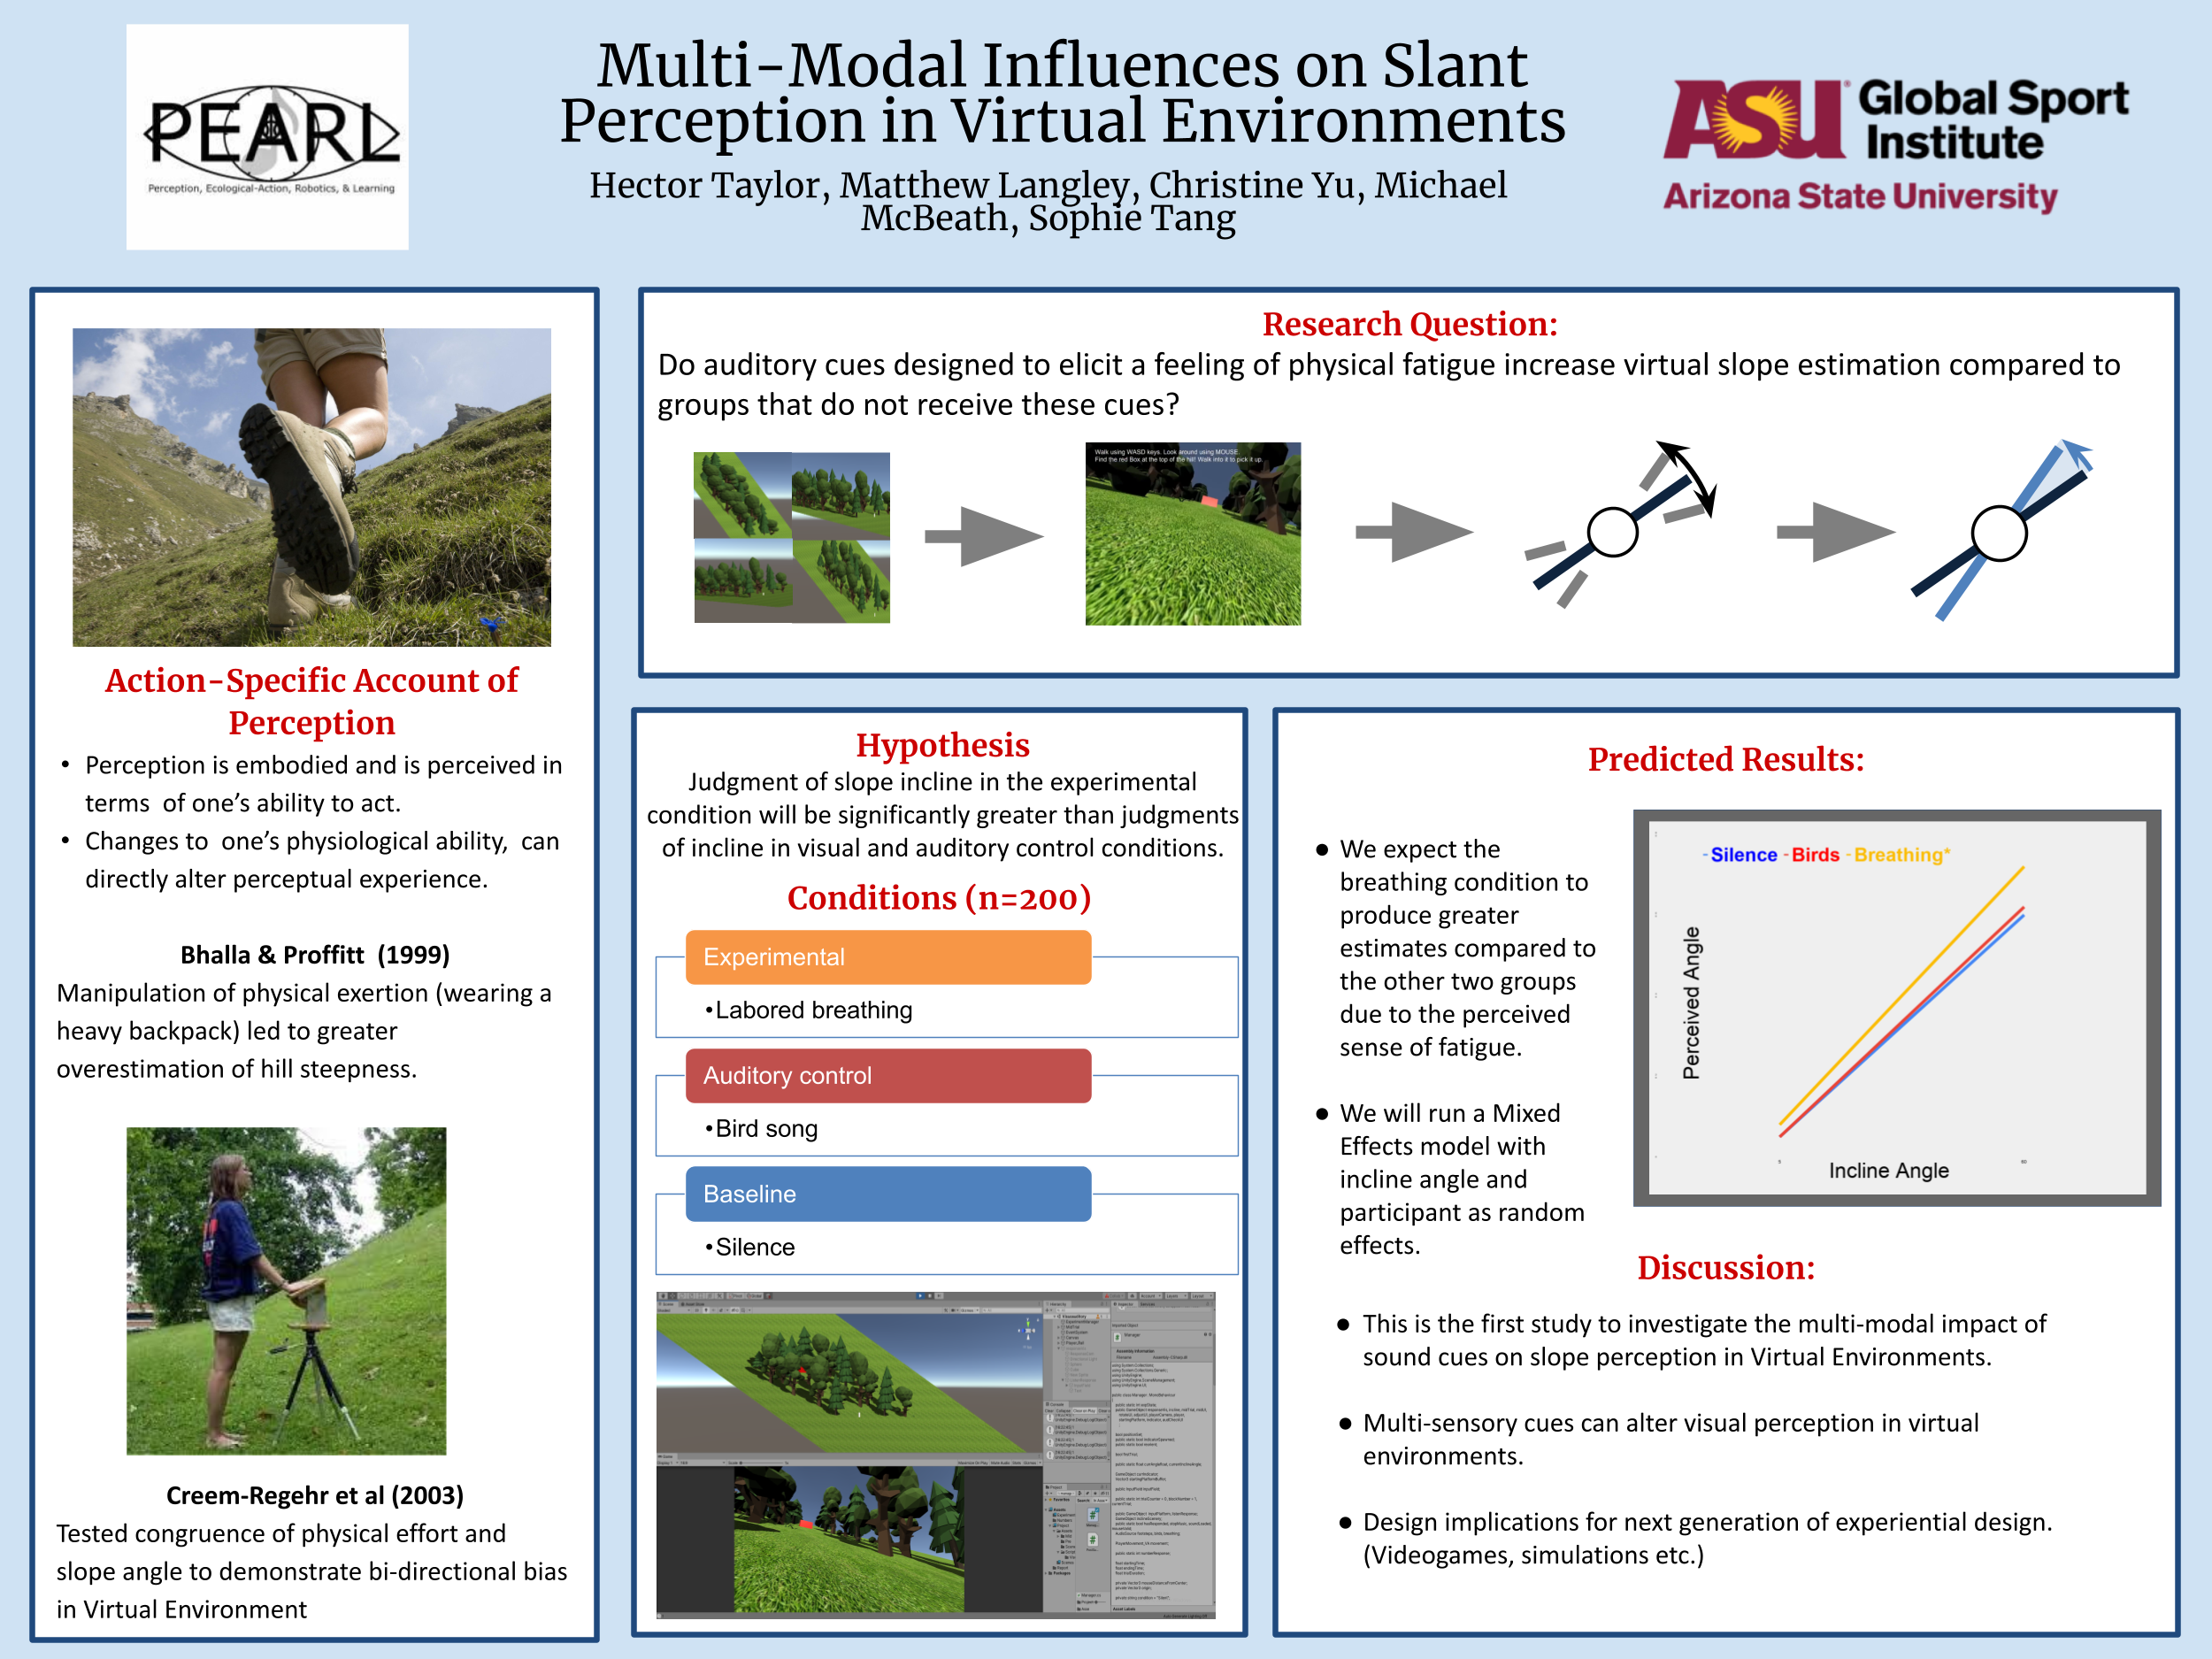 PEARL
Perception, Ecological-Action, Robotics, & Learning
Multi-Modal Influences on Slant
Perception in Virtual Environments
Hector Taylor, Matthew Langley, Christine Yu, Michael
McBeath, Sophie Tang
ASU Global Sport
Institute
Arizona State University
Action-Specific Account of
Perception
• Perception is embodied and is perceived in
terms of one’s ability to act.
• Changes to one’s physiological ability, can
directly alter perceptual experience.
Bhalla & Proffitt (1999)
Manipulation of physical exertion (wearing a
heavy backpack) led to greater
overestimation of hill steepness.
Creem-Regehr et al (2003)
Tested congruence of physical effort and
slope angle to demonstrate bi-directional bias
in Virtual Environment
Research Question:
Do auditory cues designed to elicit a feeling of physical fatigue increase virtual slope estimation compared to
groups that do not receive these cues?
Walk using WASD keys. Look around using MOUSE.
Find the red Box at the top of the hill! Walk into it to pick it up.
Hypothesis
Judgment of slope incline in the experimental
condition will be significantly greater than judgments
of incline in visual and auditory control conditions.
Conditions (n=200)
Experimental
• Labored breathing
Auditory control
• Bird song
Baseline
• Silence
Predicted Results:
● We expect the
breathing condition to
produce greater
estimates compared to
the other two groups
due to the perceived
sense of fatigue.
● We will run a Mixed
Effects model with
incline angle and
participant as random
effects.
- Silence - Birds - Breathing*
Perceived Angle
Incline Angle
Discussion:
● This is the first study to investigate the multi-modal impact of
sound cues on slope perception in Virtual Environments.
● Multi-sensory cues can alter visual perception in virtual
environments.
● Design implications for next generation of experiential design.
(Videogames, simulations etc.)